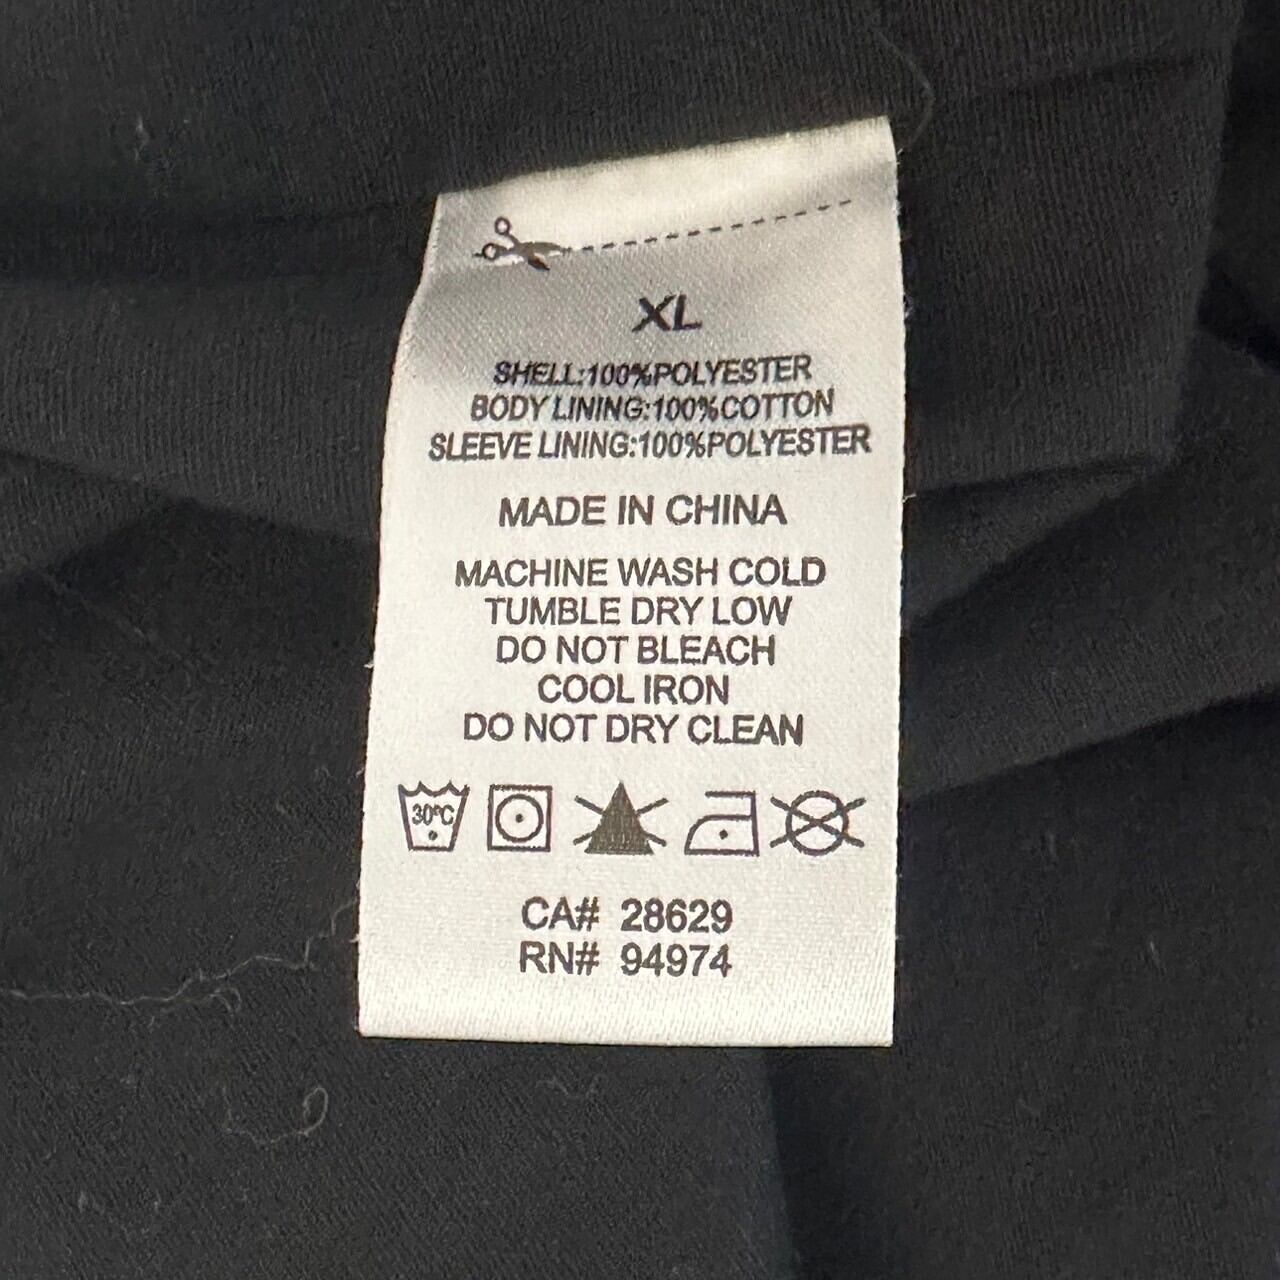 XL
SHELL:100%POLYESTER
BODY LINING:100%COTTON
SLEEVE LINING:100%POLYESTER
MADE IN CHINA
MACHINE WASH COLD
TUMBLE DRY LOW
DO NOT BLEACH
COOL IRON
DO NOT DRY CLEAN
30ºC
CA# 28629
RN# 94974